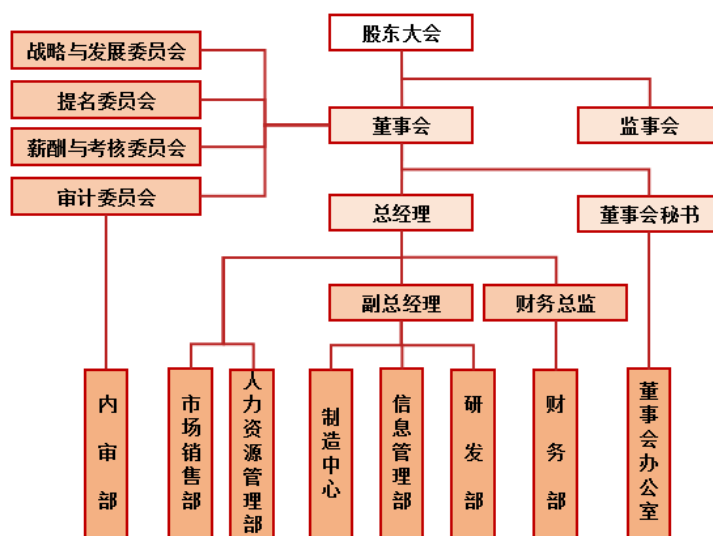 股东大会
战略与发展委员会
提名委员会
董事会
监事会
薪酬与考核委员会
审计委员会
总经理
董事会秘书
副总经理
财务总监
内审部
市场销售部
人力资源管理部
制造中心
信息管理部
研发部
财务部
董事会办公室